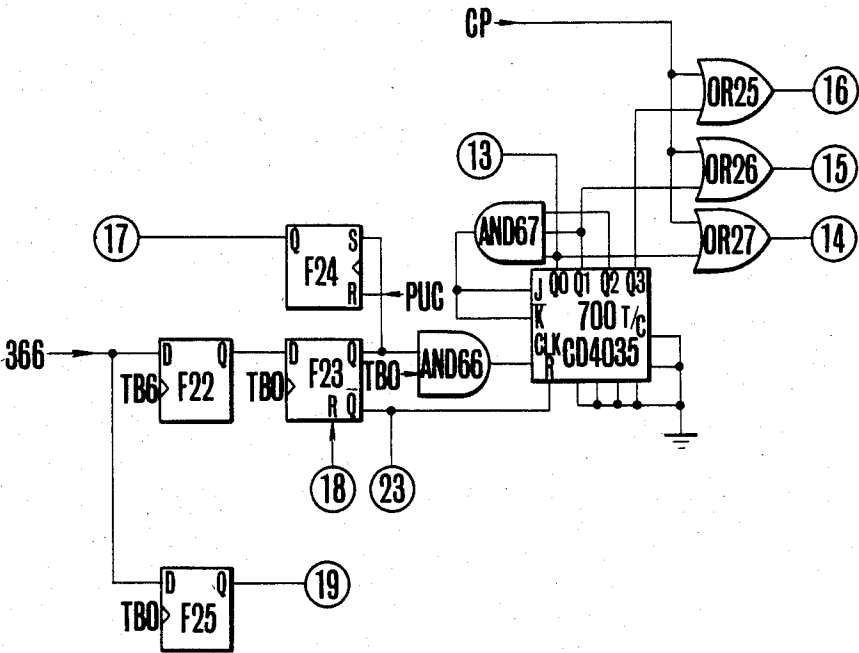 CP
OR25
16
13
OR26
15
AND67
17
Q
S
F24
R
PUC
OR27
14
J Q0 Q1 Q2 Q3
K
700 T/C
CLK
CD4035
R
366
D
Q
TB6
F22
D
Q
TB0
F23
R Q
TB0
AND66
18
23
D
Q
TB0
F25
19